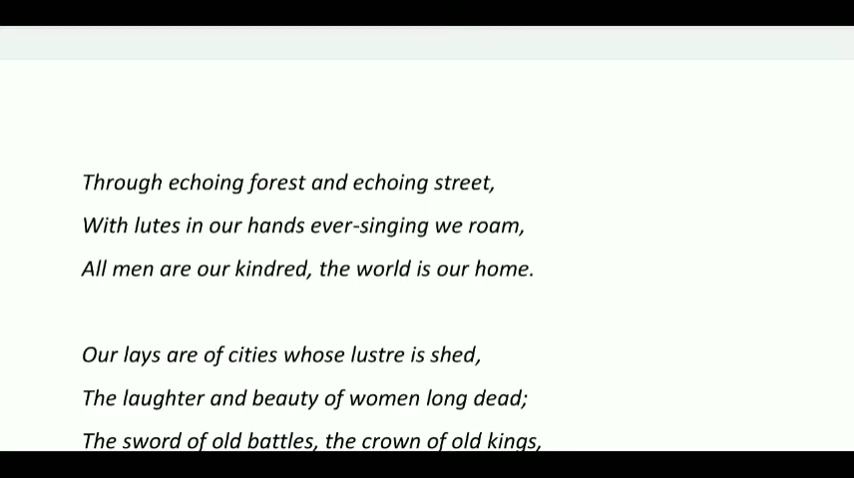 Through echoing forest and echoing street,
With lutes in our hands ever-singing we roam,
All men are our kindred, the world is our home.
Our lays are of cities whose lustre is shed,
The laughter and beauty of women long dead;
The sword of old battles, the crown of old kings,